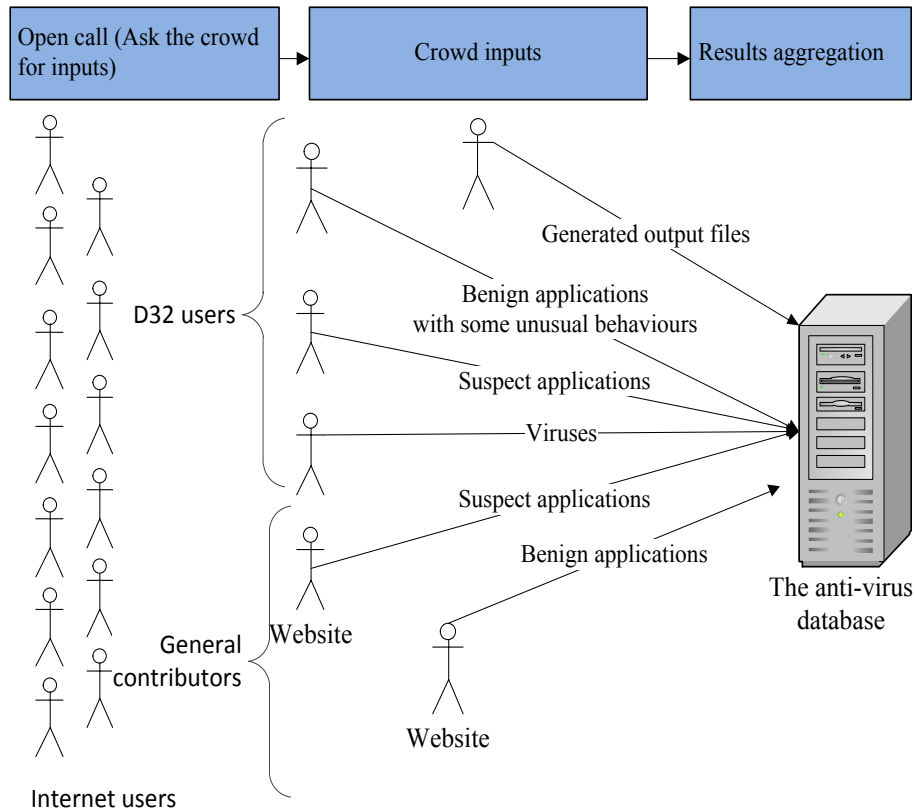 Open call (Ask the crowd
for inputs)
Crowd inputs
Results aggregation
Generated output files
Benign applications
with some unusual behaviours
D32 users
Suspect applications
Viruses
Suspect applications
Benign applications
The anti-virus
database
Website
General
contributors
Website
Internet users